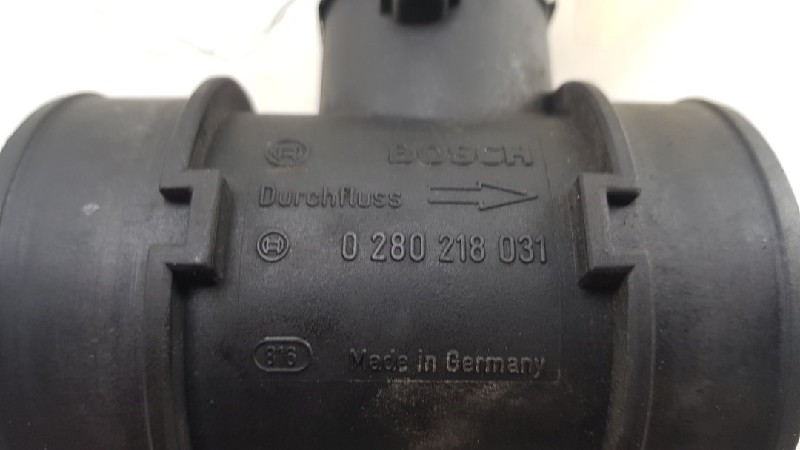 BOSCH
Durchfluss
0 280 218 031
816
Made in Germany